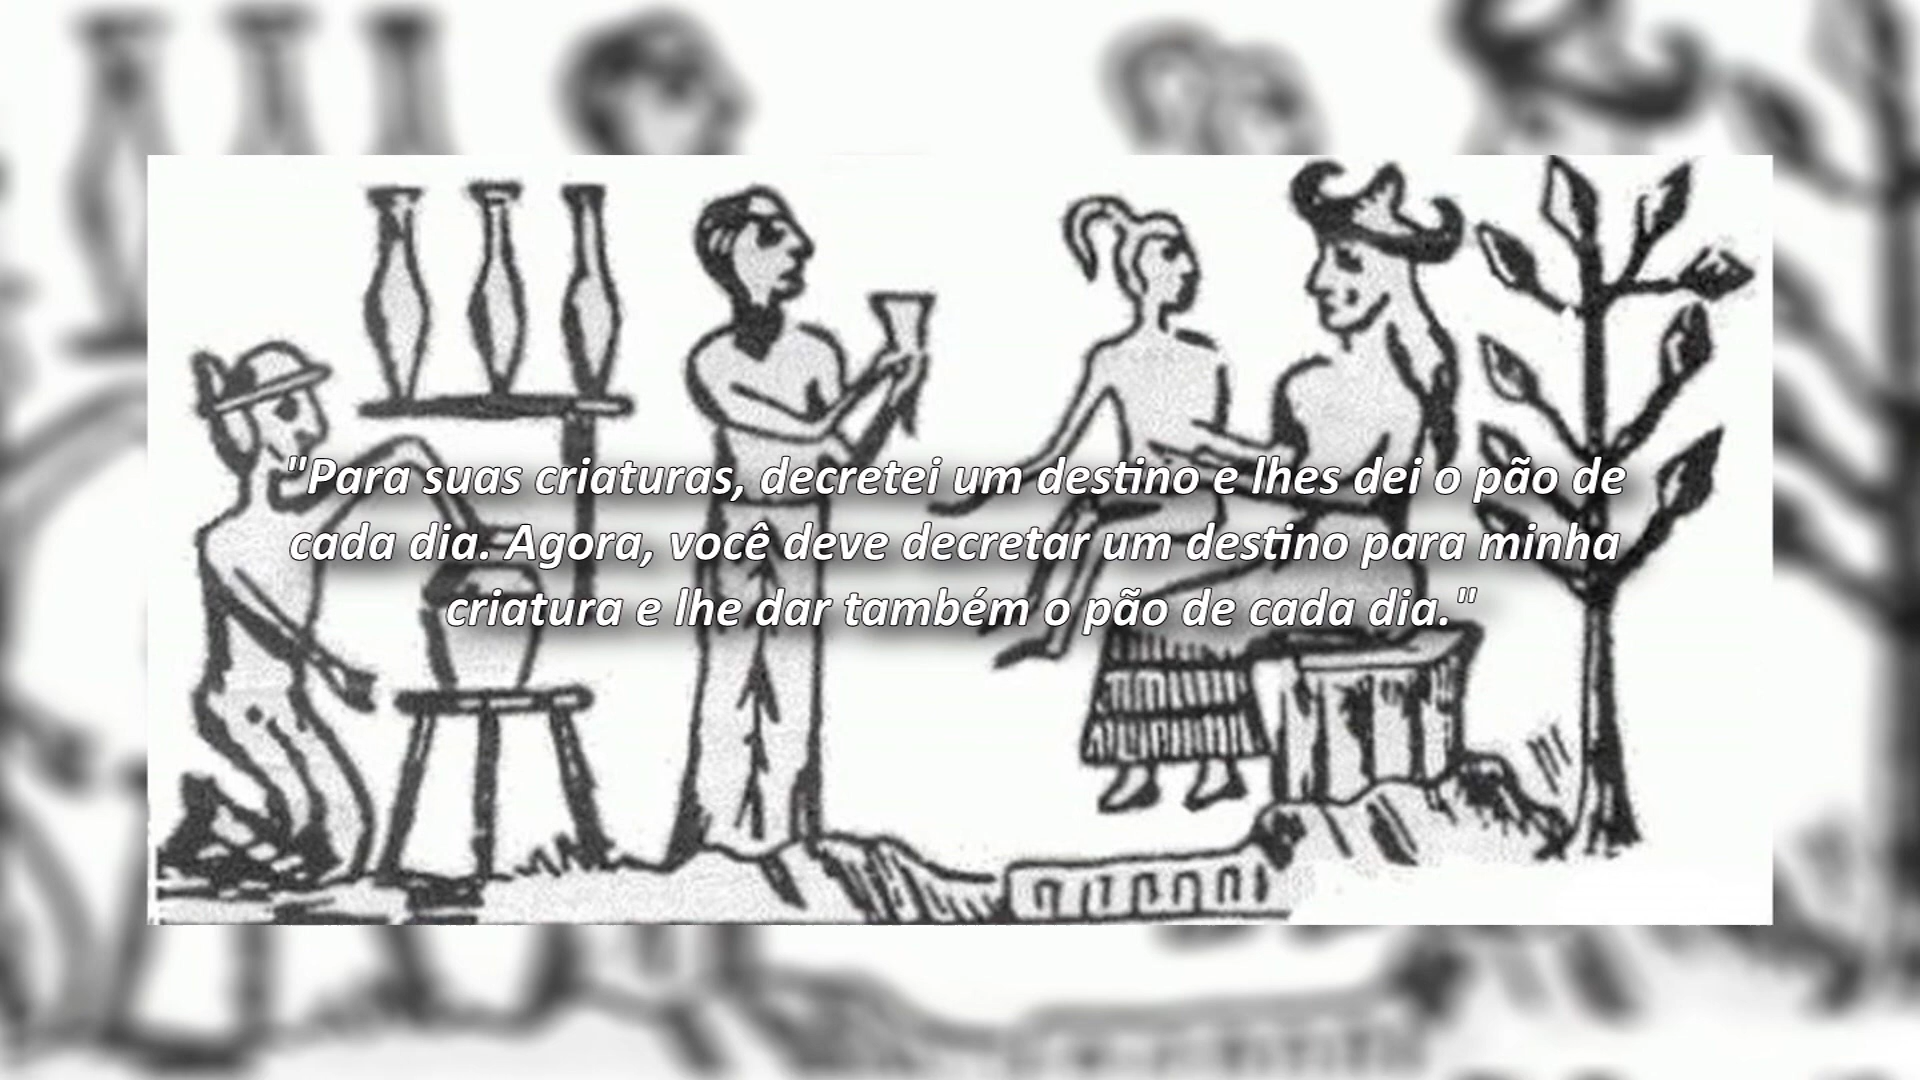 "Para suas criaturas, decretei um destino e lhes dei o pão de
cada dia. Agora, você deve decretar um destino para minha
criatura e lhe dar também o pão de cada dia."